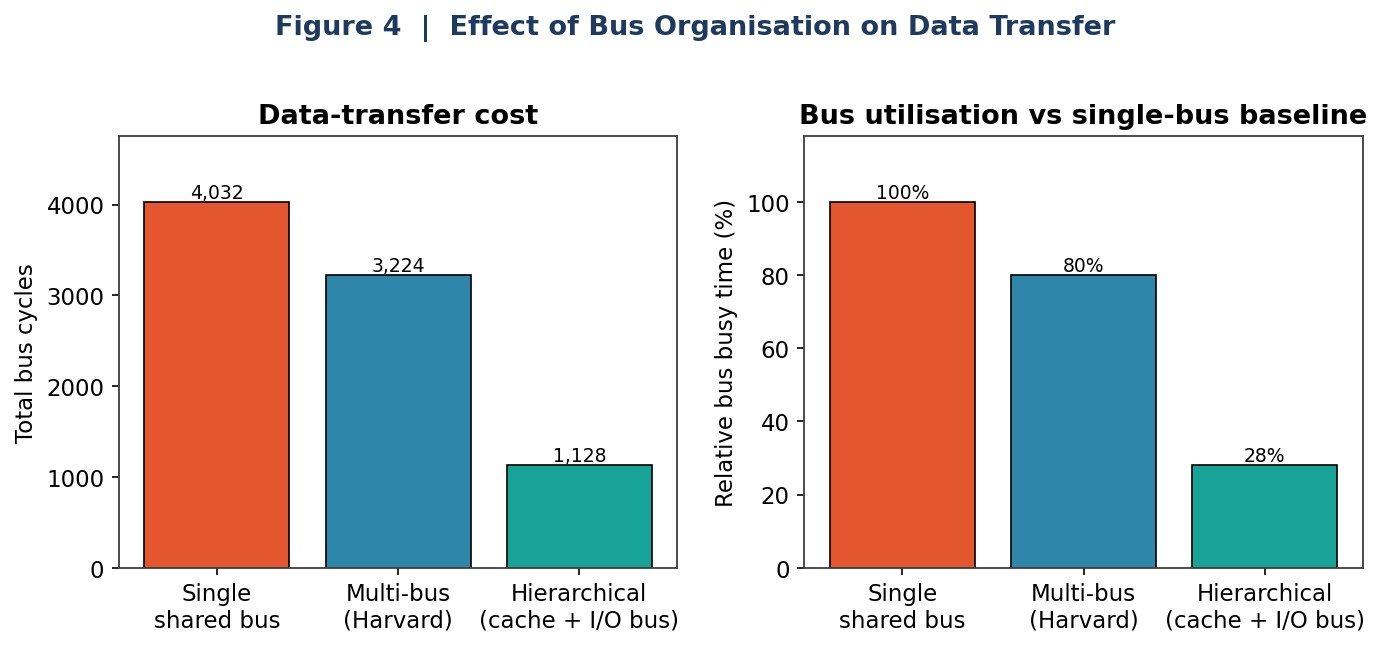 Figure 4 | Effect of Bus Organisation on Data Transfer
Data-transfer cost
Total bus cycles
4000
3000
2000
1000
0
4,032
3,224
1,128
Single
shared bus
Multi-bus
(Harvard)
Hierarchical
(cache + I/O bus)
Bus utilisation vs single-bus baseline
Relative bus busy time (%)
100
80
60
40
20
0
100%
80%
28%
Single
shared bus
Multi-bus
(Harvard)
Hierarchical
(cache + I/O bus)